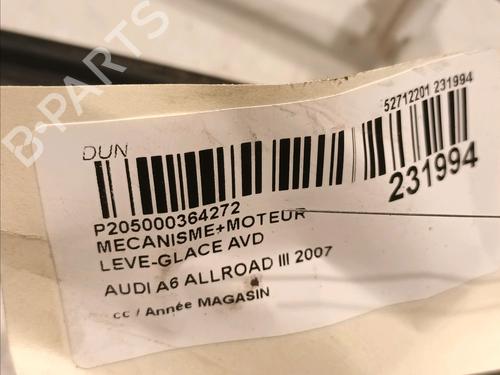 52712201 231994
DUN
231994
P205000364272
MECANISME+MOTEUR
LEVE-GLACE AVD
AUDI A6 ALLROAD III 2007
cc / Année MAGASIN
B-PARTS